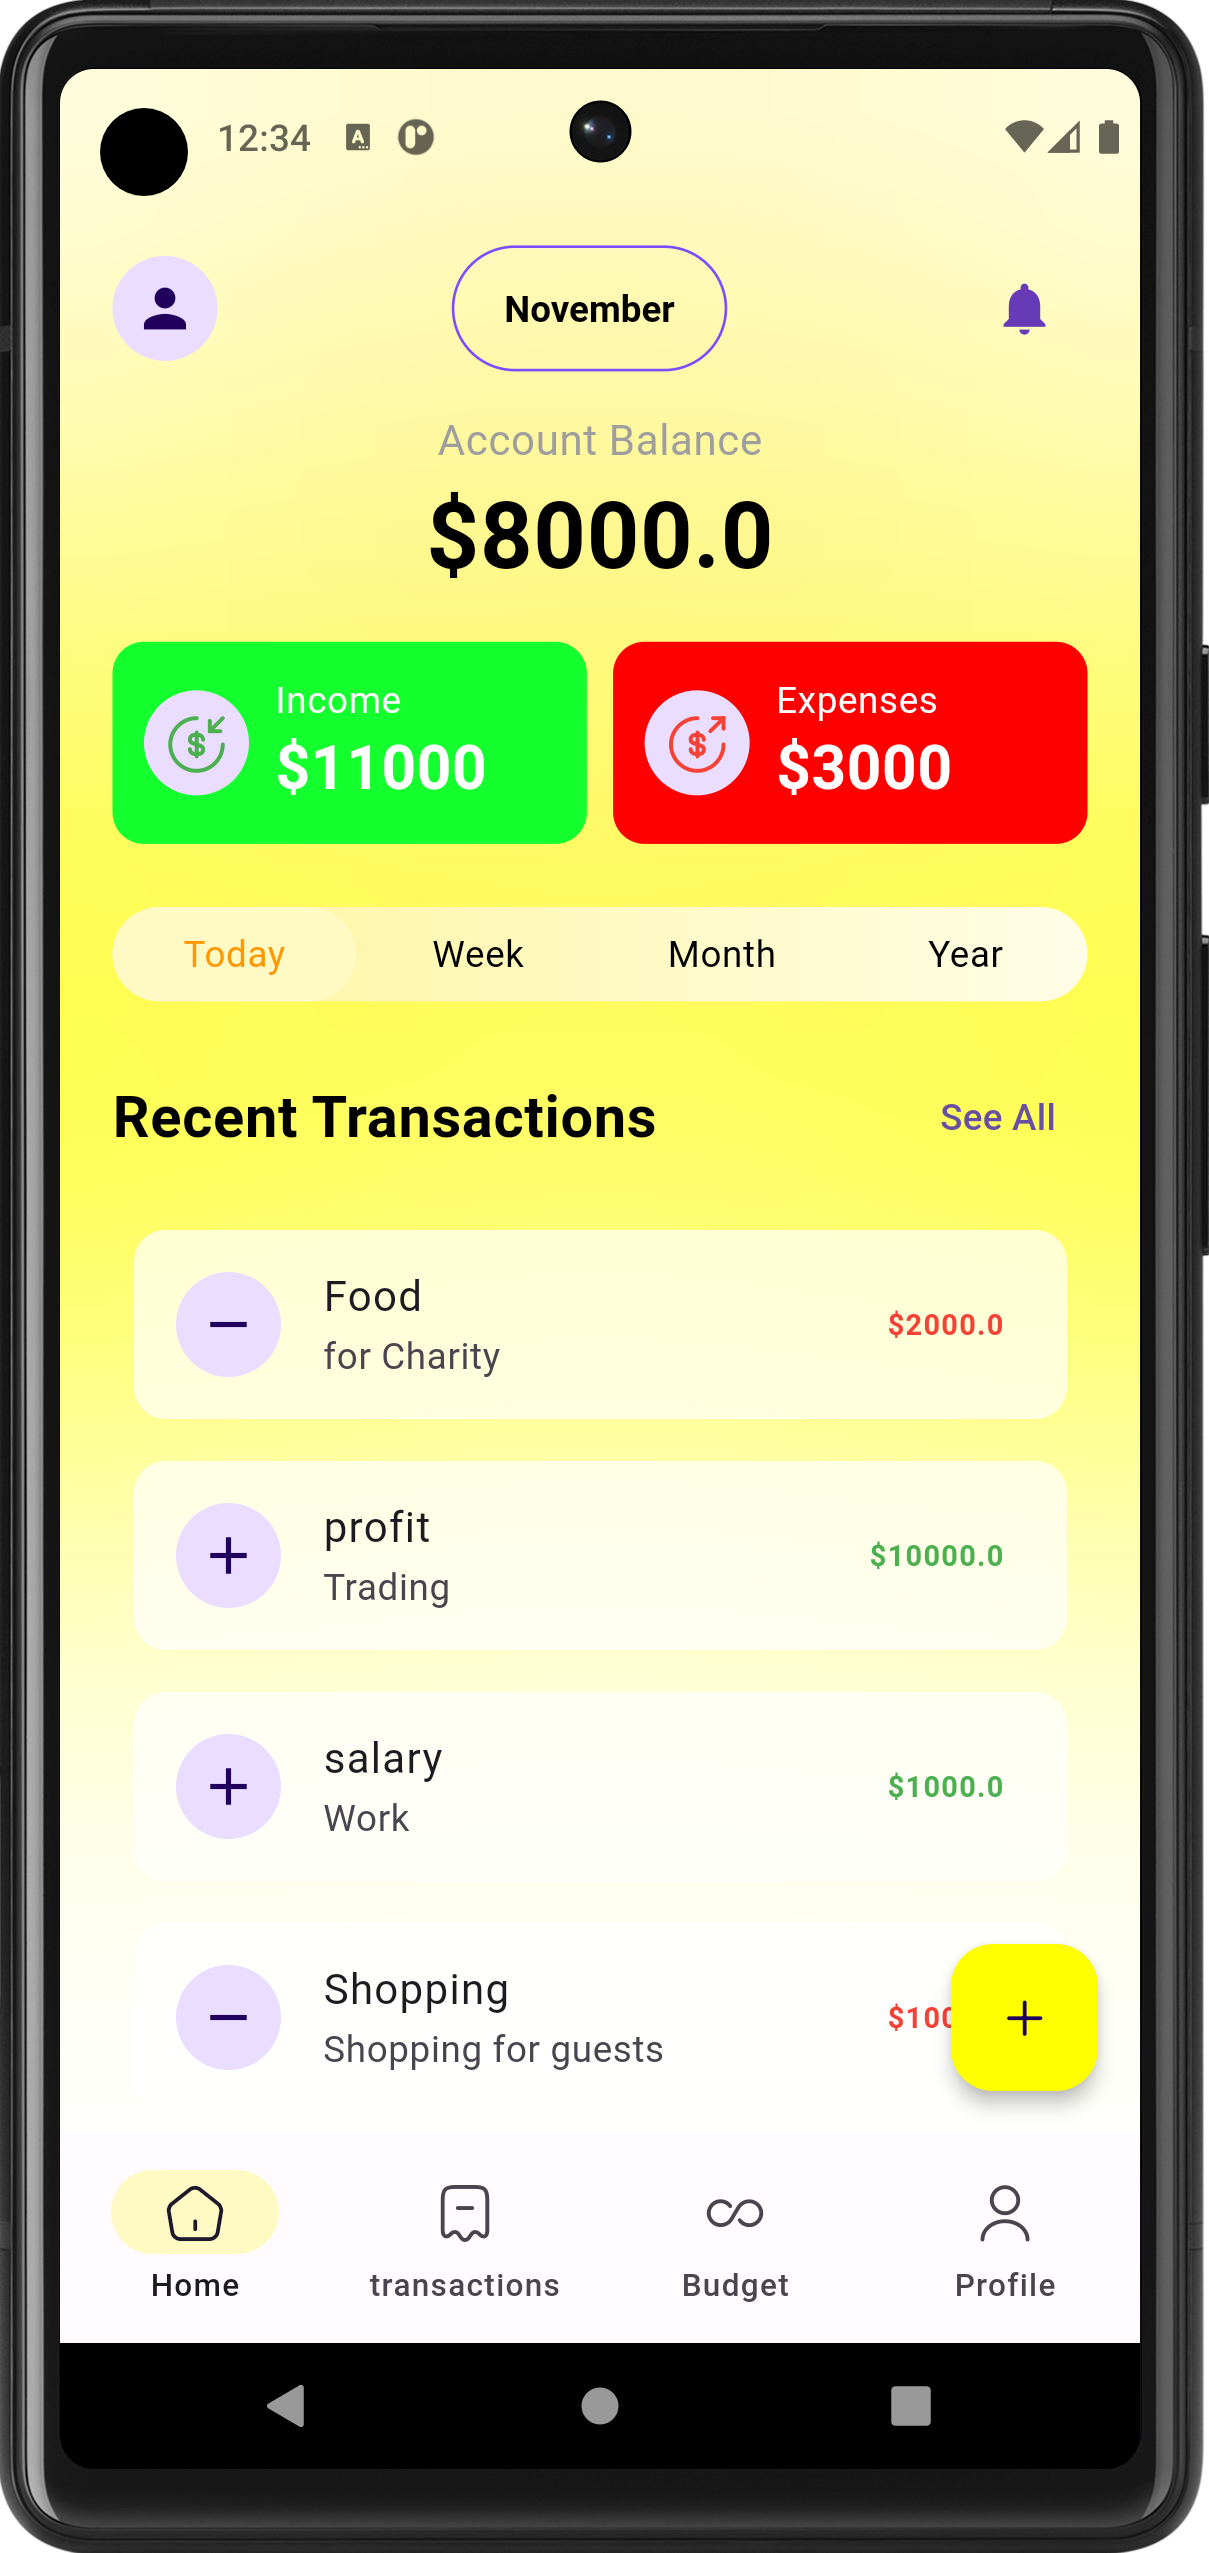 12:34
November
Account Balance
$8000.0
Income
$11000
Expenses
$3000
Today Week Month Year
Recent Transactions
See All
Food
for Charity
$2000.0
profit
Trading
$10000.0
salary
Work
$1000.0
Shopping
Shopping for guests
$100
Home transactions Budget Profile